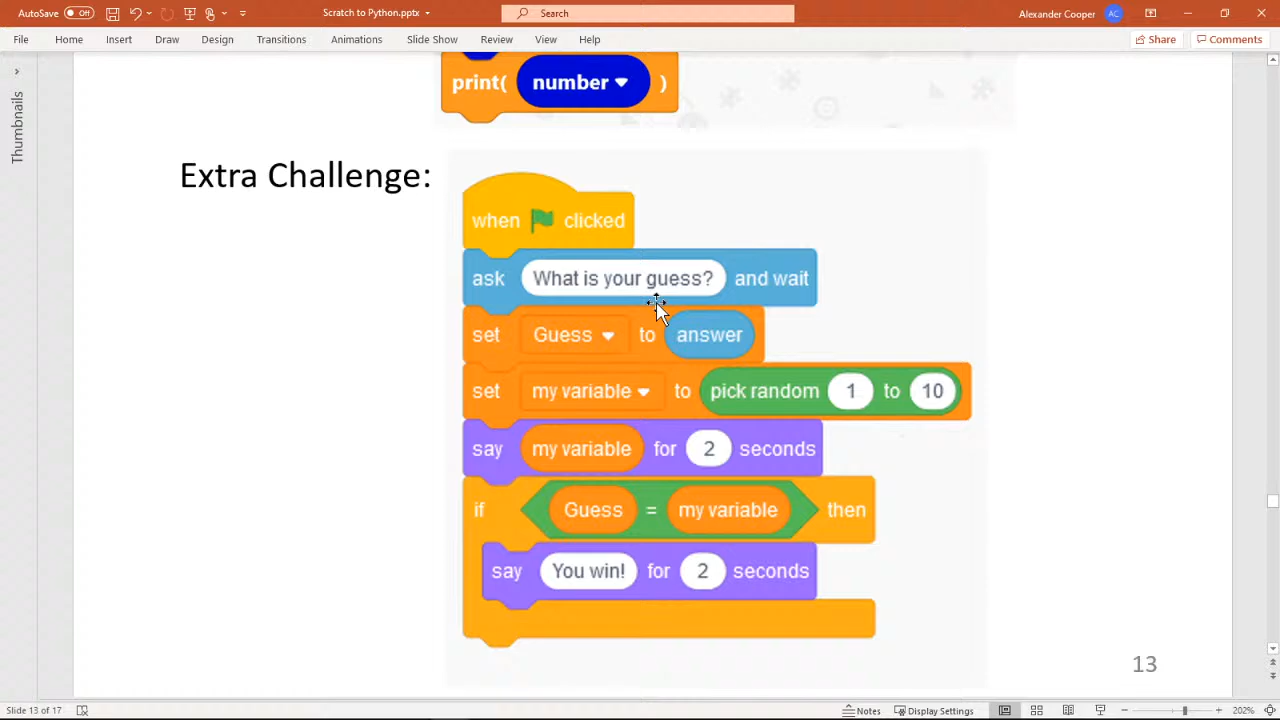 AutoSave Off Scratch to Python.pptx Search Alexander Cooper AC
File Home Insert Draw Design Transitions Animations Slide Show Review View Help Share Comments
Thumbnails
print( number )
Extra Challenge:
when clicked
ask What is your guess? and wait
set Guess to answer
set my variable to pick random 1 to 10
say my variable for 2 seconds
if Guess = my variable then
say You win! for 2 seconds
13
Slide 13 of 17 Notes Display Settings 202%